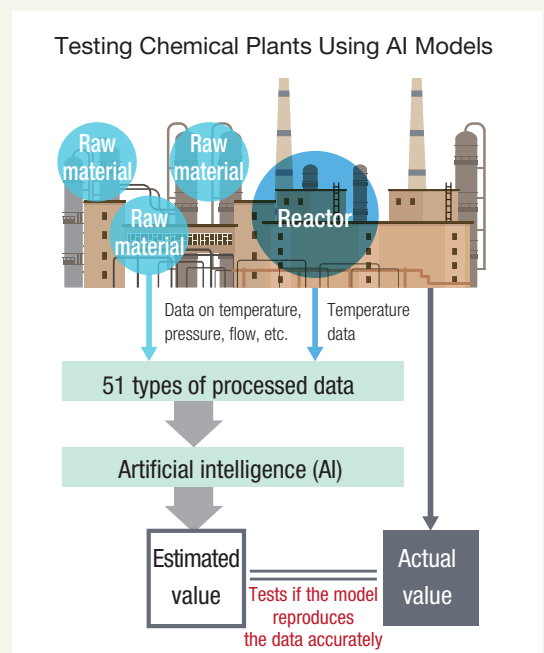 Testing Chemical Plants Using AI Models
Raw
material
Raw
material
Raw
material
Reactor
Data on temperature,
pressure, flow, etc.
Temperature
data
51 types of processed data
Artificial intelligence (AI)
Estimated
value
Actual
value
Tests if the model
reproduces
the data accurately